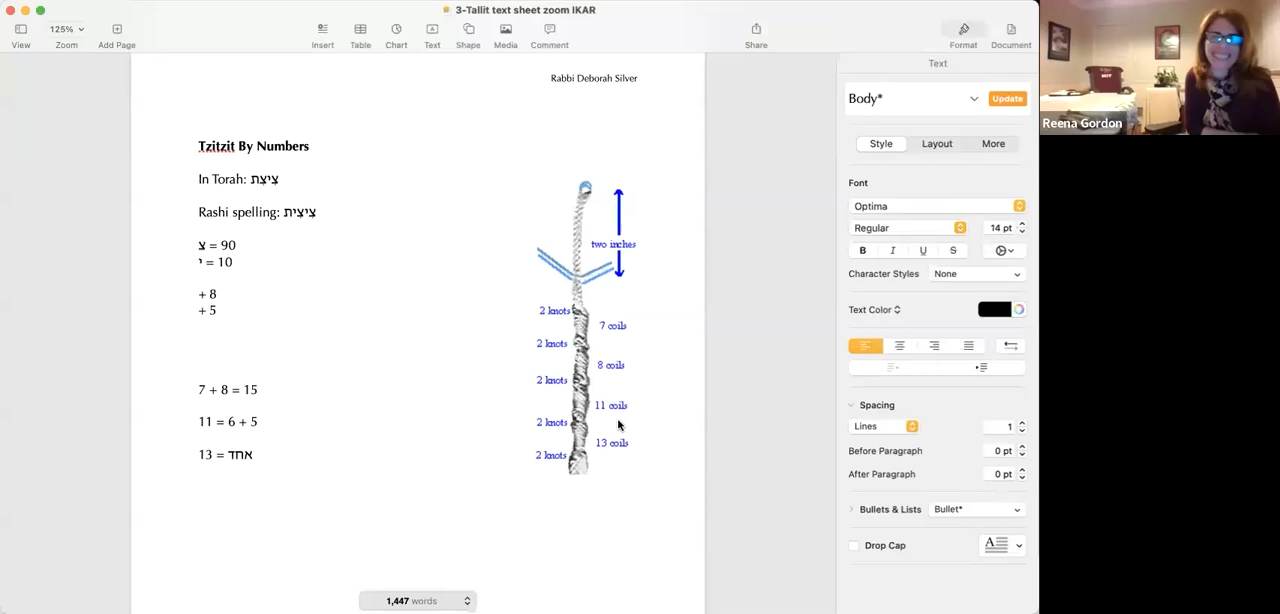 3-Tallit text sheet zoom IKAR
125%
View
Zoom
Add Page
Insert
Table
Chart
Text
Shape
Media
Comment
Share
Format
Document
Rabbi Deborah Silver
Tzitzit By Numbers
In Torah: צִיצִת
Rashi spelling: צִיצִית
צ = 90
י = 10
+ 8
+ 5
7 + 8 = 15
11 = 6 + 5
13 = אחד
two inches
2 knots
7 coils
2 knots
8 coils
2 knots
11 coils
2 knots
13 coils
2 knots
1,447 words
Text
Body*
Update
Style
Layout
More
Font
Optima
Regular
14 pt
B I U S
Character Styles
None
Text Color
Spacing
Lines
1
Before Paragraph
0 pt
After Paragraph
0 pt
Bullets & Lists
Bullet*
Drop Cap
A
Reena Gordon